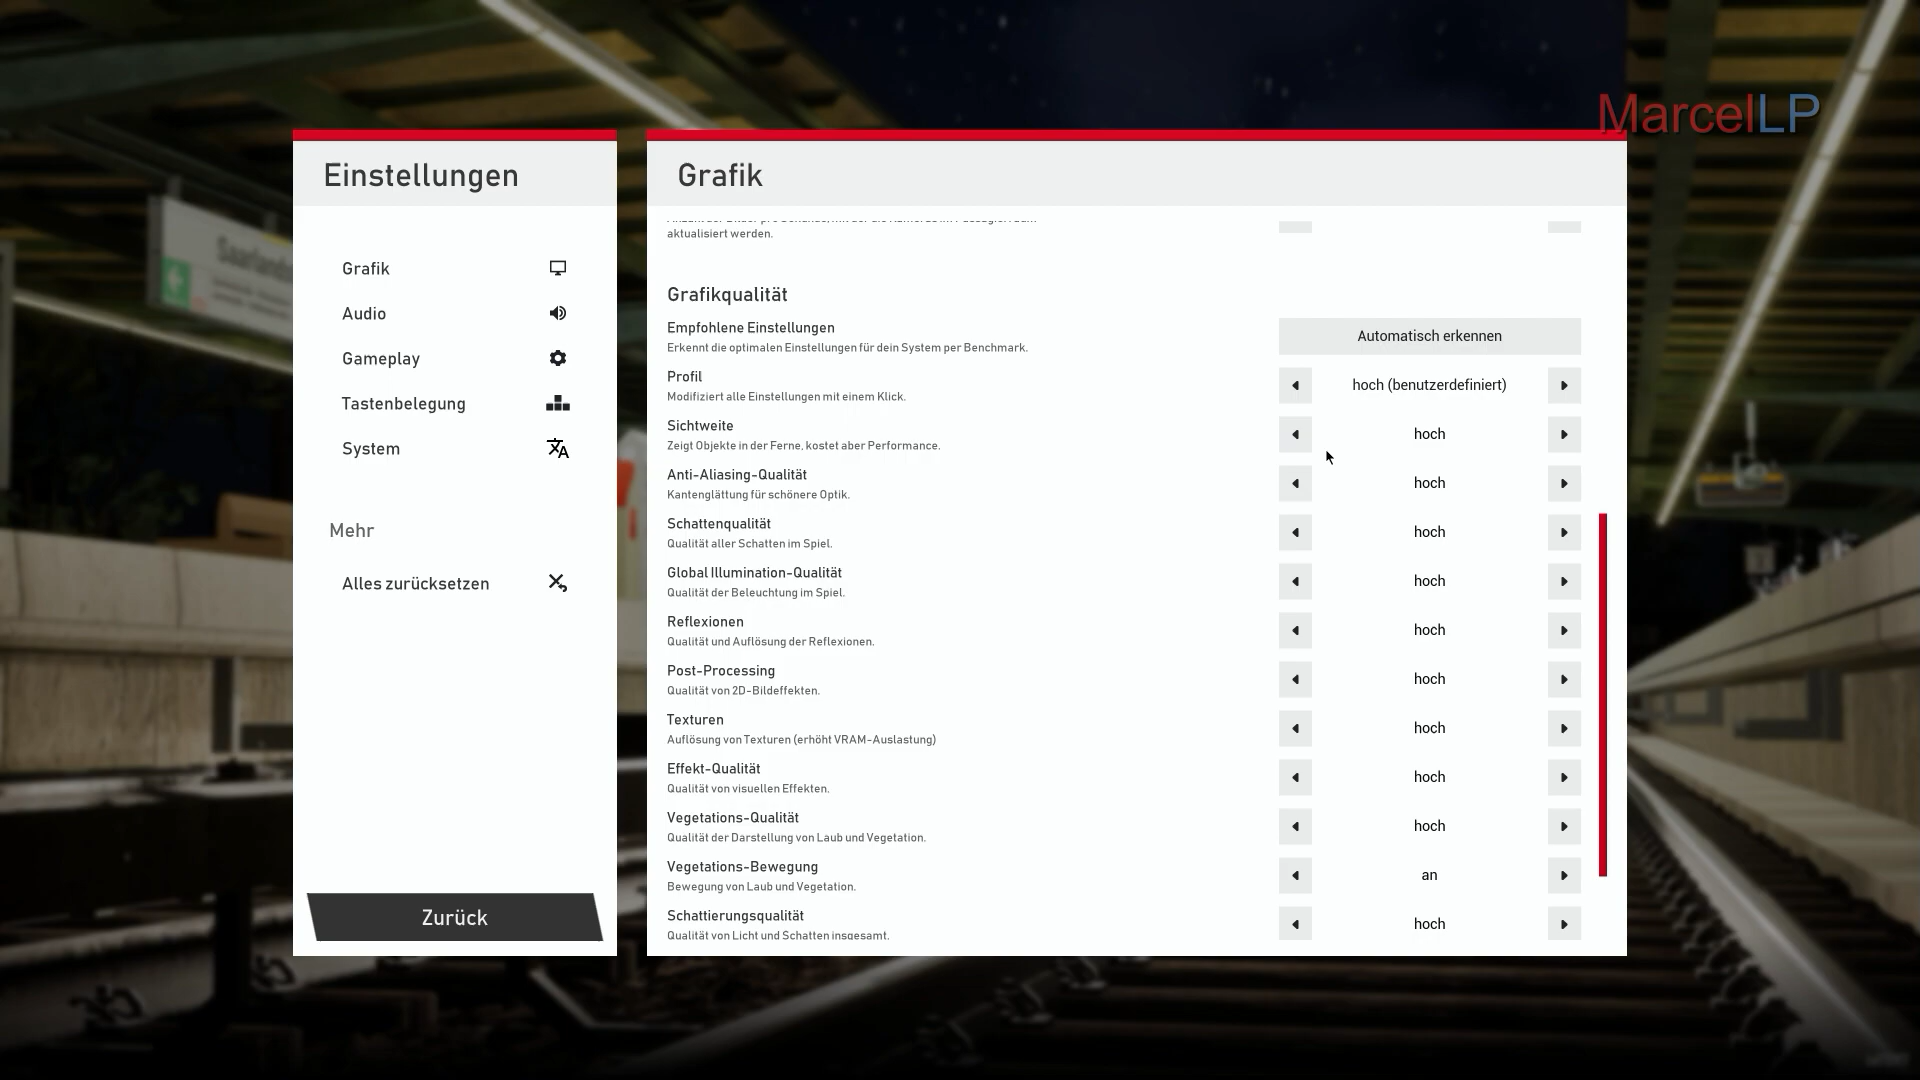 MarcelLP
Einstellungen
Grafik
Audio
Gameplay
Tastenbelegung
System
Mehr
Alles zurücksetzen
Zurück
Grafik
aktualisiert werden.
Grafikqualität
Empfohlene Einstellungen
Erkennt die optimalen Einstellungen für dein System per Benchmark.
Automatisch erkennen
Profil
Modifiziert alle Einstellungen mit einem Klick.
hoch (benutzerdefiniert)
Sichtweite
Zeigt Objekte in der Ferne, kostet aber Performance.
hoch
Anti-Aliasing-Qualität
Kantenglättung für schönere Optik.
hoch
Schattenqualität
Qualität aller Schatten im Spiel.
hoch
Global Illumination-Qualität
Qualität der Beleuchtung im Spiel.
hoch
Reflexionen
Qualität und Auflösung der Reflexionen.
hoch
Post-Processing
Qualität von 2D-Bildeffekten.
hoch
Texturen
Auflösung von Texturen (erhöht VRAM-Auslastung)
hoch
Effekt-Qualität
Qualität von visuellen Effekten.
hoch
Vegetations-Qualität
Qualität der Darstellung von Laub und Vegetation.
hoch
Vegetations-Bewegung
Bewegung von Laub und Vegetation.
an
Schattierungsqualität
Qualität von Licht und Schatten insgesamt.
hoch